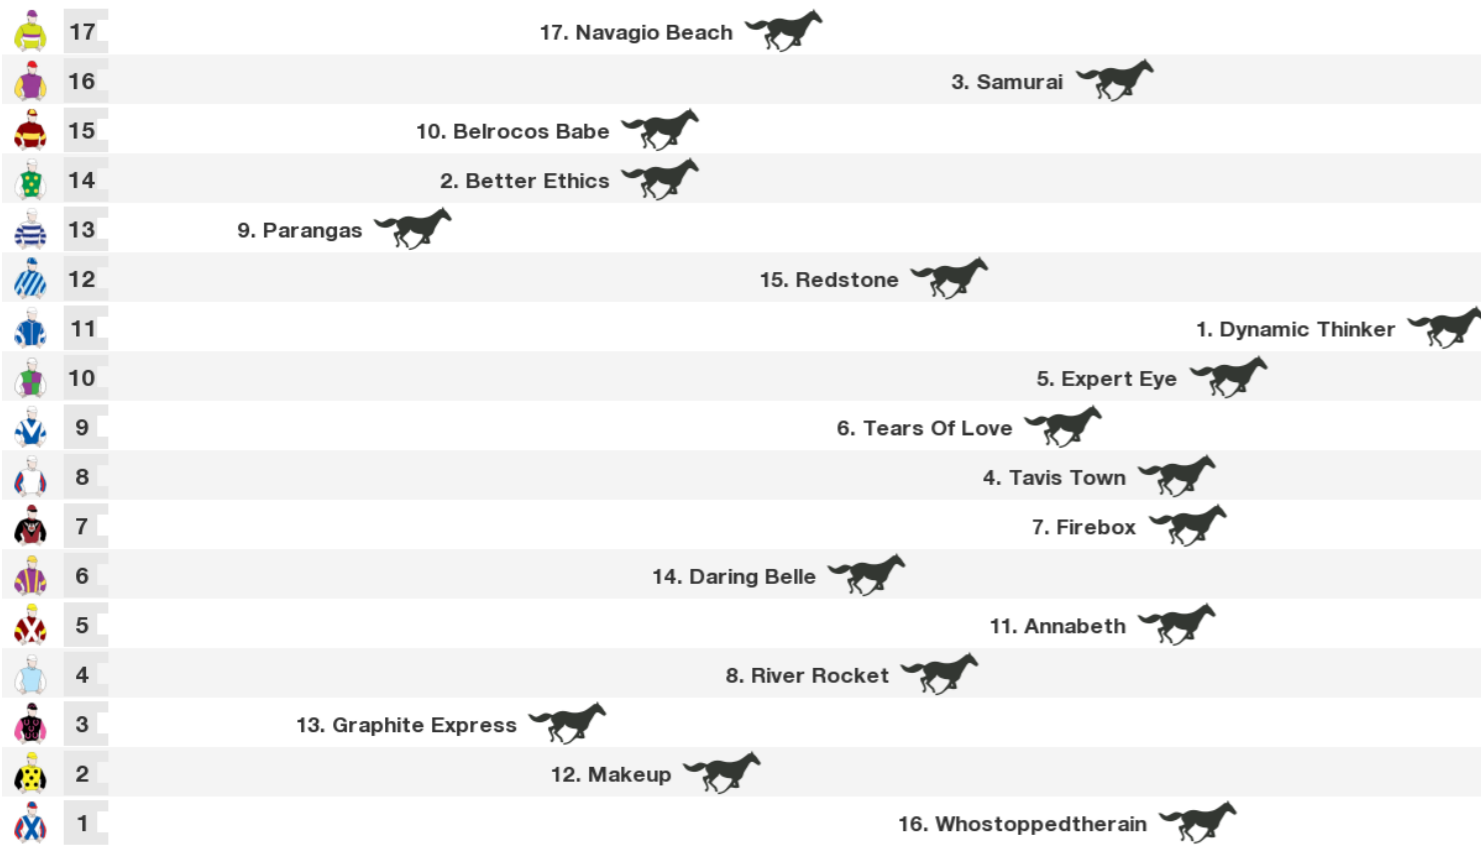 17 17. Navagio Beach
16 3. Samurai
15 10. Belrocos Babe
14 2. Better Ethics
13 9. Parangas
12 15. Redstone
11 1. Dynamic Thinker
10 5. Expert Eye
9 6. Tears Of Love
8 4. Tavis Town
7 7. Firebox
6 14. Daring Belle
5 11. Annabeth
4 8. River Rocket
3 13. Graphite Express
2 12. Makeup
1 16. Whostoppedtherain